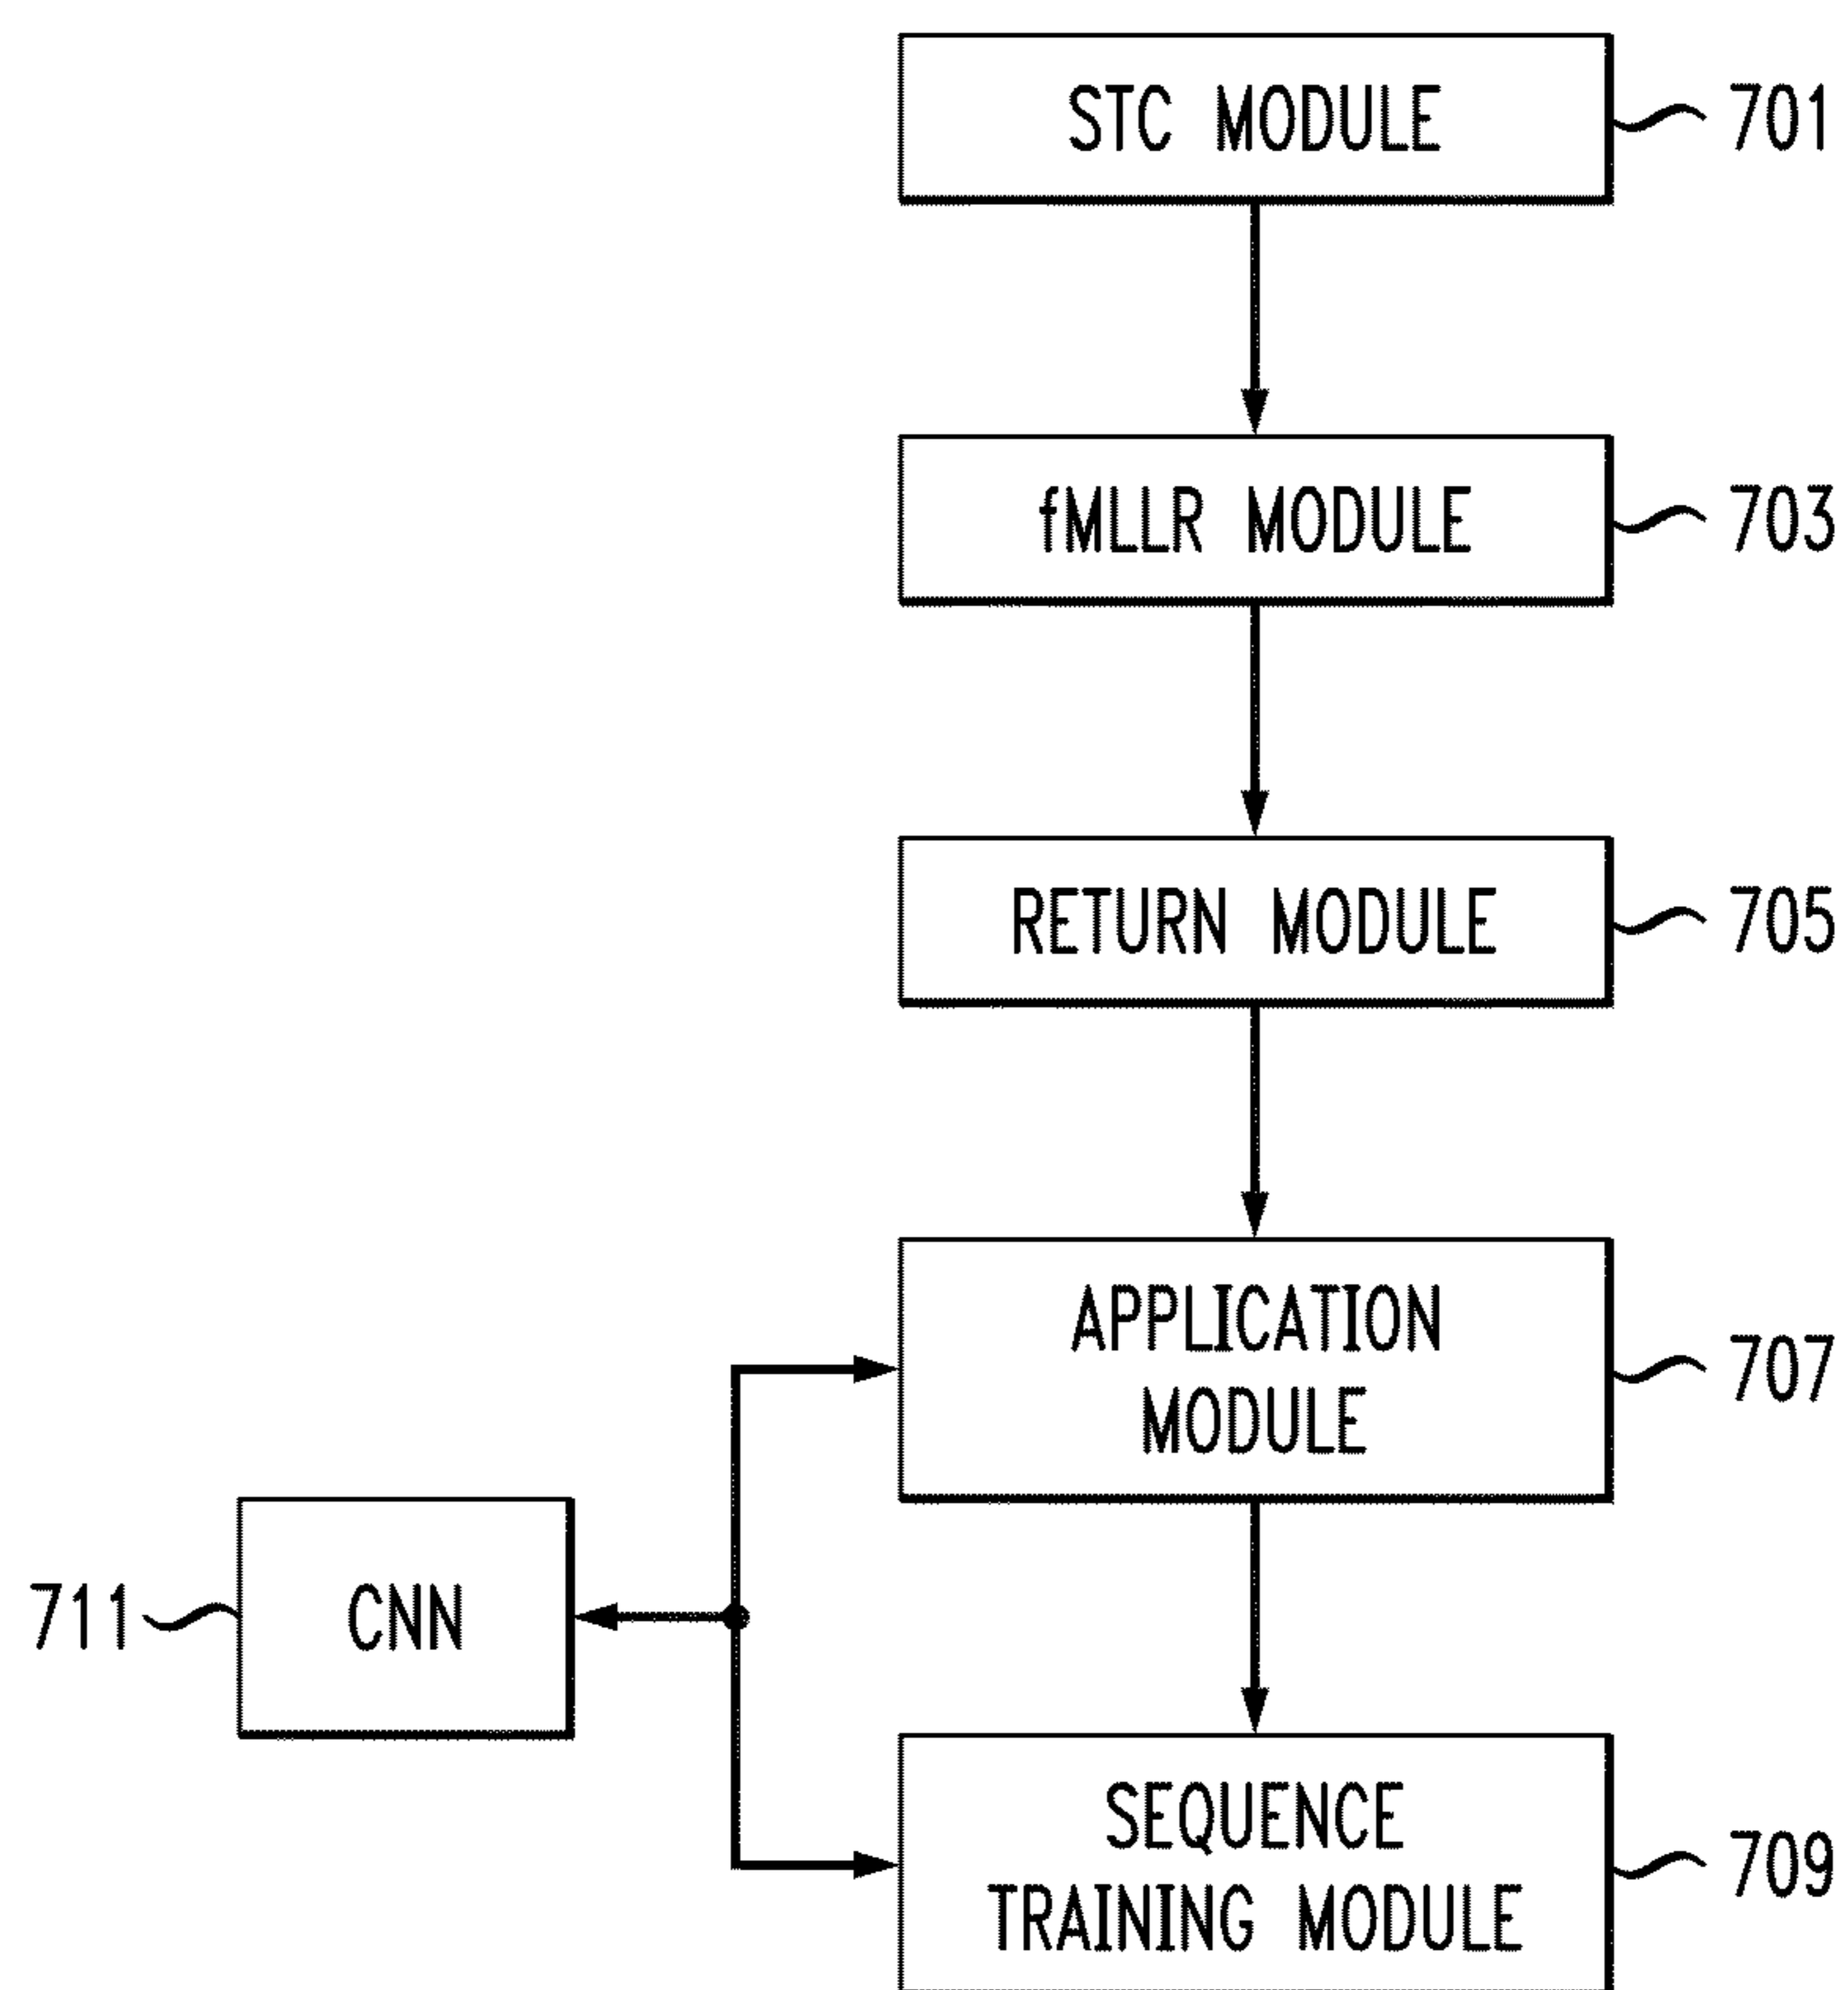 STC MODULE
701
fMLLR MODULE
703
RETURN MODULE
705
APPLICATION
MODULE
707
CNN
711
SEQUENCE
TRAINING MODULE
709